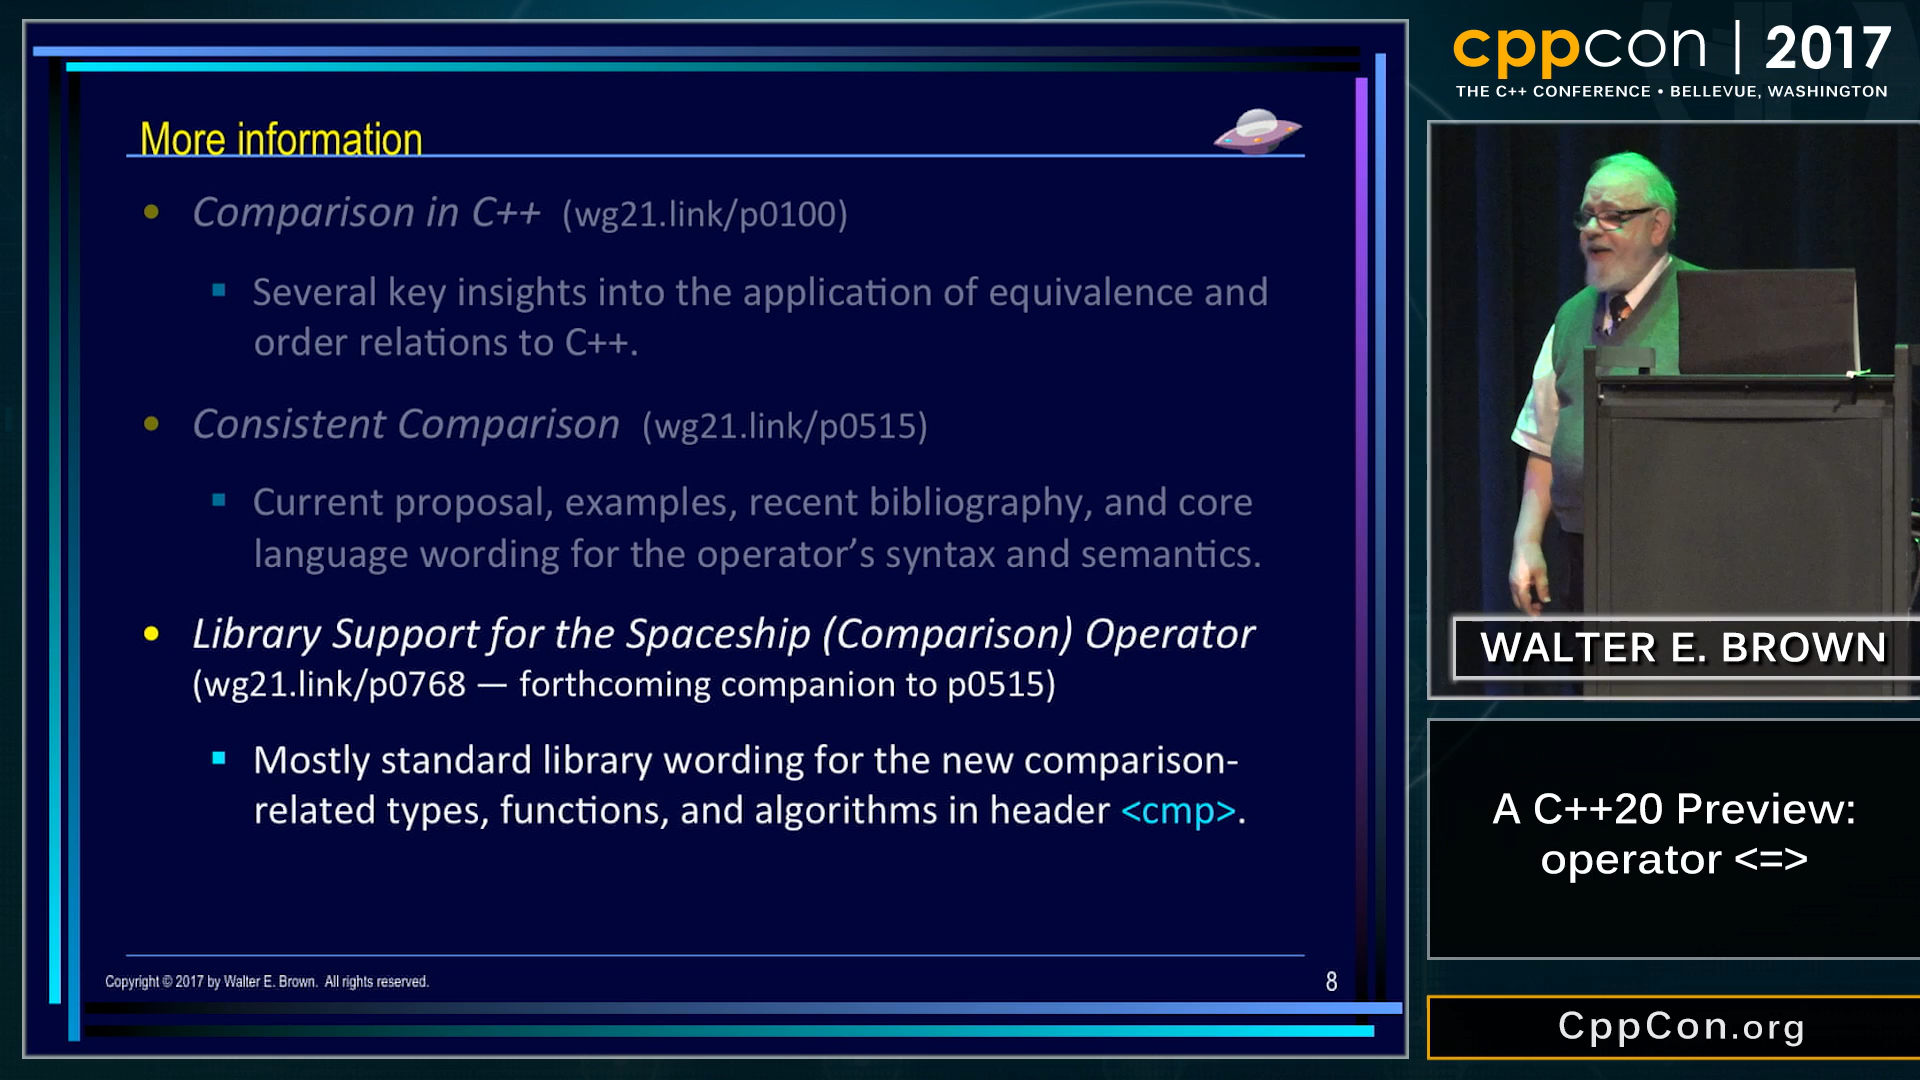 More information
• Comparison in C++ (wg21.link/p0100)
▪ Several key insights into the application of equivalence and
order relations to C++.
• Consistent Comparison (wg21.link/p0515)
▪ Current proposal, examples, recent bibliography, and core
language wording for the operator’s syntax and semantics.
• Library Support for the Spaceship (Comparison) Operator
(wg21.link/p0768 — forthcoming companion to p0515)
▪ Mostly standard library wording for the new comparison-
related types, functions, and algorithms in header <cmp>.
Copyright © 2017 by Walter E. Brown. All rights reserved.
8
cppcon | 2017
THE C++ CONFERENCE • BELLEVUE, WASHINGTON
WALTER E. BROWN
A C++20 Preview:
operator <=>
CppCon.org